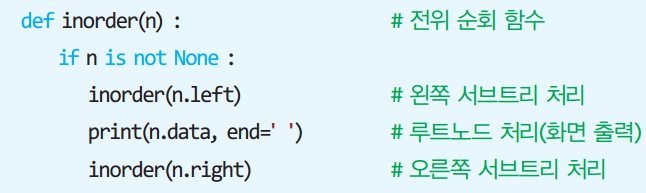 def inorder(n) : # 전위 순회 함수
if n is not None :
inorder(n.left) # 왼쪽 서브트리 처리
print(n.data, end=' ') # 루트노드 처리(화면 출력)
inorder(n.right) # 오른쪽 서브트리 처리